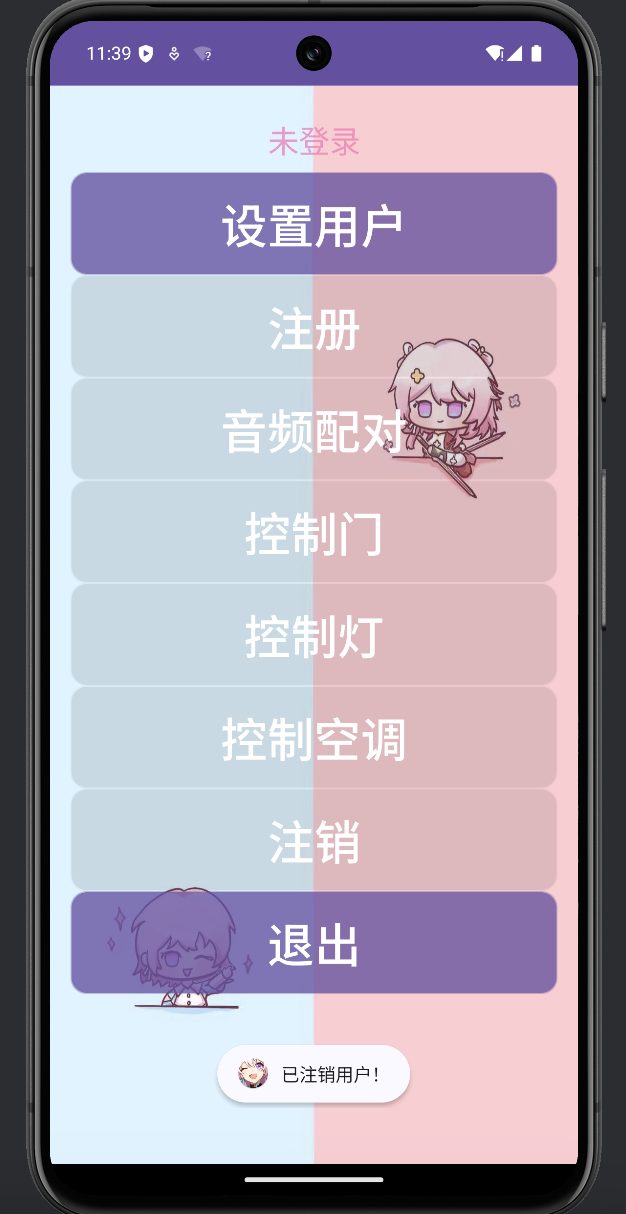 11:39
未登录
设置用户
注册
音频配对
控制门
控制灯
控制空调
注销
退出
已注销用户！